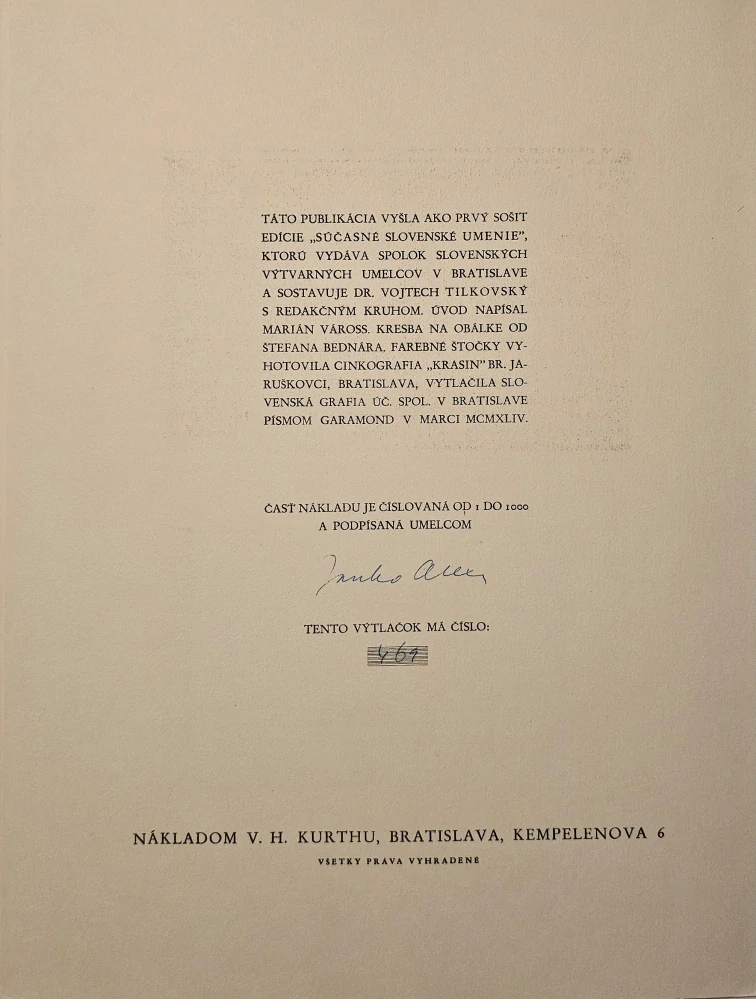 TÁTO PUBLIKÁCIA VYŠLA AKO PRVÝ SOŠIT
EDÍCIE „SÚČASNÉ SLOVENSKÉ UMENIE”,
KTORÚ VYDÁVA SPOLOK SLOVENSKÝCH
VÝTVARNÝCH UMELCOV V BRATISLAVE
A SOSTAVUJE DR. VOJTECH TILKOVSKÝ
S REDAKČNÝM KRUHOM. ÚVOD NAPÍSAL
MARIÁN VÁROSS. KRESBA NA OBÁLKE OD
ŠTEFANA BEDNÁRA. FAREBNÉ ŠTOČKY VY-
HOTOVILA CINKOGRAFIA „KRASIN” BR. JA-
RUŠKOVCI, BRATISLAVA, VYTLAČILA SLO-
VENSKÁ GRAFIA ÚČ. SPOL. V BRATISLAVE
PÍSMOM GARAMOND V MARCI MCMXLIV.
ČASŤ NÁKLADU JE ČÍSLOVANÁ OD 1 DO 1000
A PODPÍSANÁ UMELCOM
Janko Alexy
TENTO VÝTLAČOK MÁ ČÍSLO:
469
NÁKLADOM V. H. KURTHU, BRATISLAVA, KEMPELENOVA 6
VŠETKY PRÁVA VYHRADENÉ